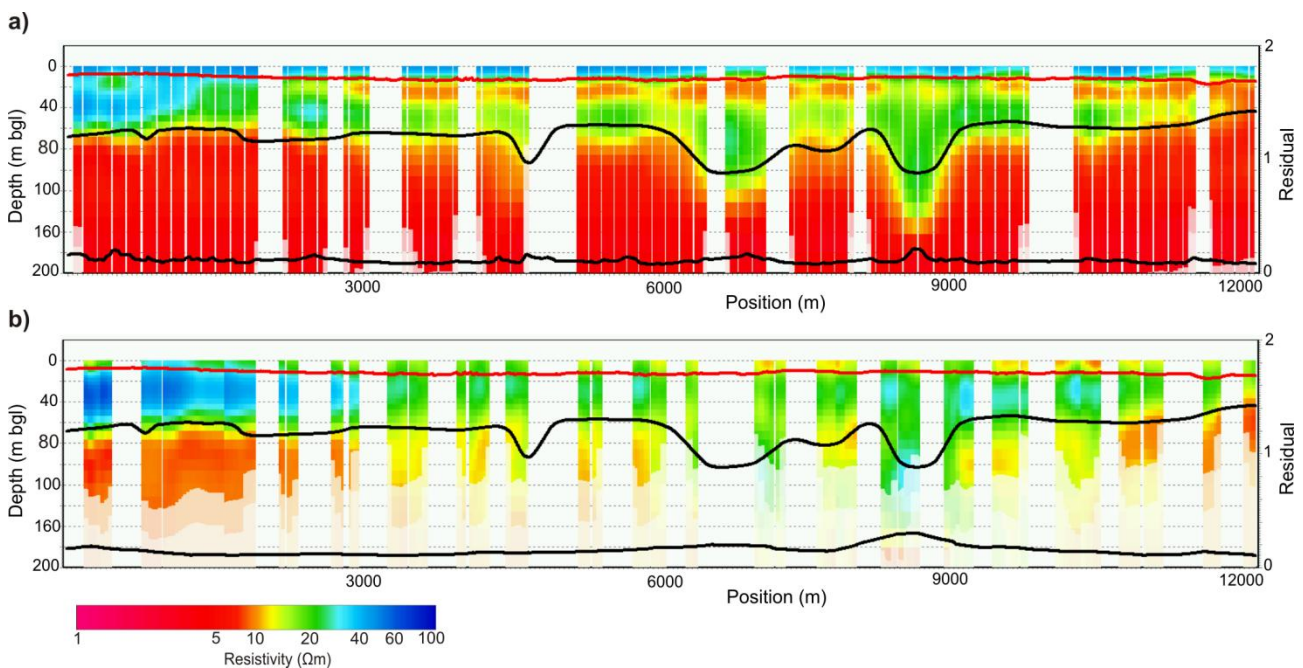 a)
2
0
40
Depth (m bgl)
80
1
Residual
100
160
200
0
3000
6000
9000
12000
Position (m)
b)
2
0
40
Depth (m bgl)
80
1
Residual
100
160
200
0
3000
6000
9000
12000
Position (m)
1 5 10 20 40 60 100
Resistivity (Ωm)